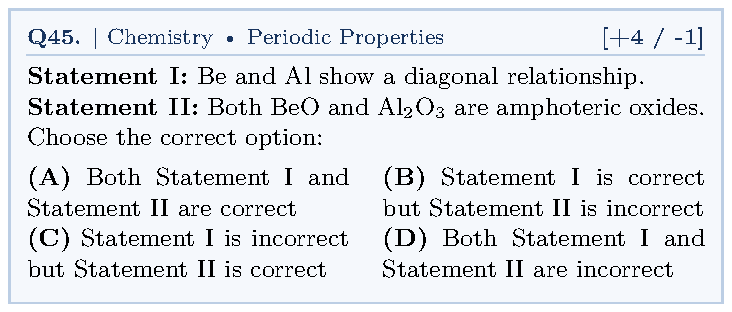 Q45. | Chemistry • Periodic Properties [+4 / -1]
Statement I: Be and Al show a diagonal relationship.
Statement II: Both BeO and Al₂O₃ are amphoteric oxides.
Choose the correct option:
(A) Both Statement I and Statement II are correct
(B) Statement I is correct but Statement II is incorrect
(C) Statement I is incorrect but Statement II is correct
(D) Both Statement I and Statement II are incorrect